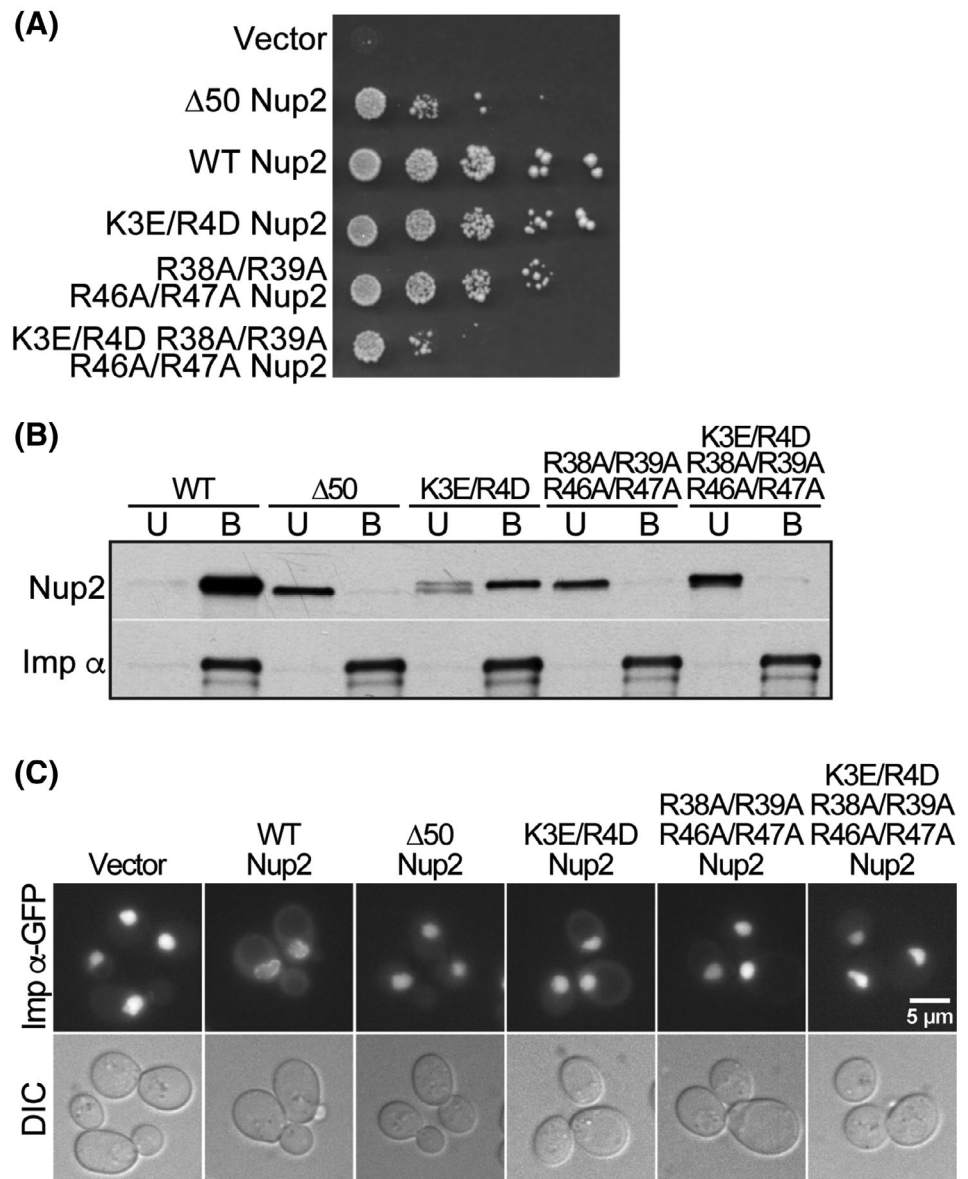 (A)
Vector
Δ50 Nup2
WT Nup2
K3E/R4D Nup2
R38A/R39A
R46A/R47A Nup2
K3E/R4D R38A/R39A
R46A/R47A Nup2
(B)
WT
Δ50
K3E/R4D
R38A/R39A
R46A/R47A
K3E/R4D
R38A/R39A
R46A/R47A
U B U B U B U B U B
Nup2
Imp α
(C)
Vector
WT
Nup2
Δ50
Nup2
K3E/R4D
Nup2
R38A/R39A
R46A/R47A
Nup2
K3E/R4D
R38A/R39A
R46A/R47A
Nup2
Imp α-GFP
5 µm
DIC